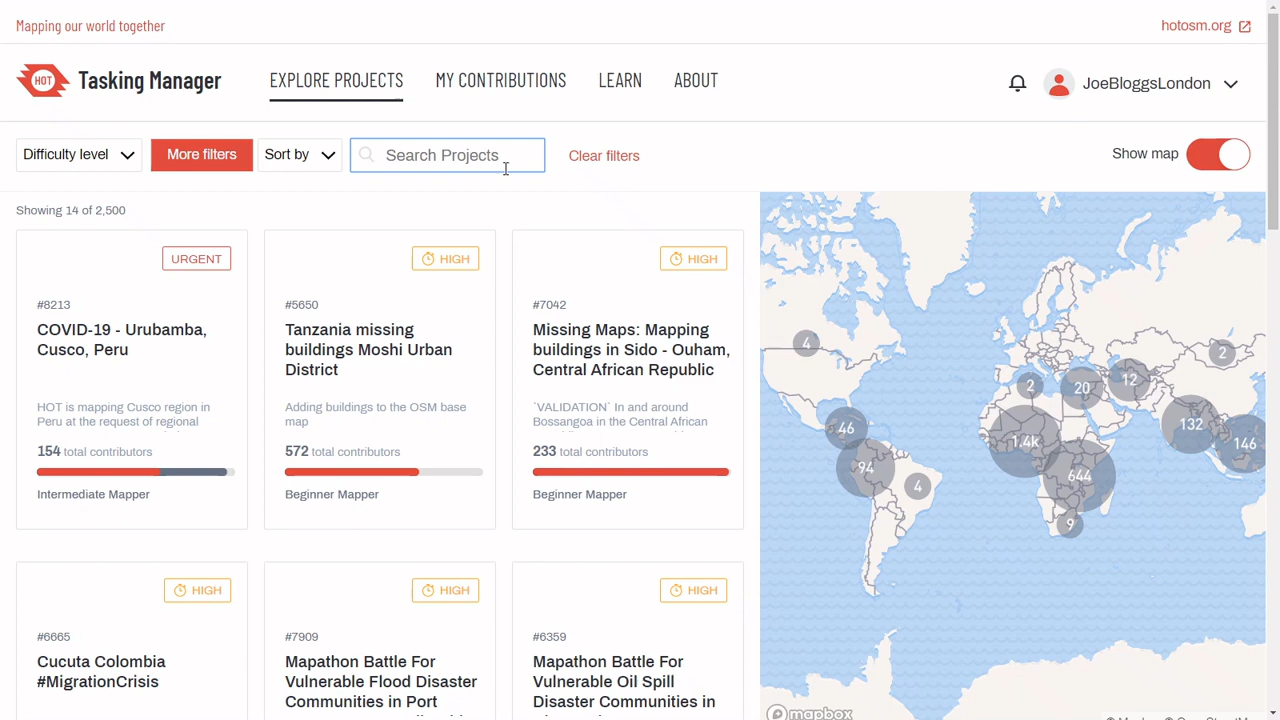 Mapping our world together
hotosm.org
HOT
Tasking Manager
EXPLORE PROJECTS
MY CONTRIBUTIONS
LEARN
ABOUT
JoeBloggsLondon
Difficulty level
More filters
Sort by
Search Projects
Clear filters
Show map
Showing 14 of 2,500
URGENT
#8213
COVID-19 - Urubamba,
Cusco, Peru
HOT is mapping Cusco region in
Peru at the request of regional
154 total contributors
Intermediate Mapper
HIGH
#5650
Tanzania missing
buildings Moshi Urban
District
Adding buildings to the OSM base
map
572 total contributors
Beginner Mapper
HIGH
#7042
Missing Maps: Mapping
buildings in Sido - Ouham,
Central African Republic
`VALIDATION` In and around
Bossangoa in the Central African
233 total contributors
Beginner Mapper
HIGH
#6665
Cucuta Colombia
#MigrationCrisis
HIGH
#7909
Mapathon Battle For
Vulnerable Flood Disaster
Communities in Port
HIGH
#6359
Mapathon Battle For
Vulnerable Oil Spill
Disaster Communities in
4
2
2
20
12
46
132
1.4k
146
94
644
4
9
mapbox